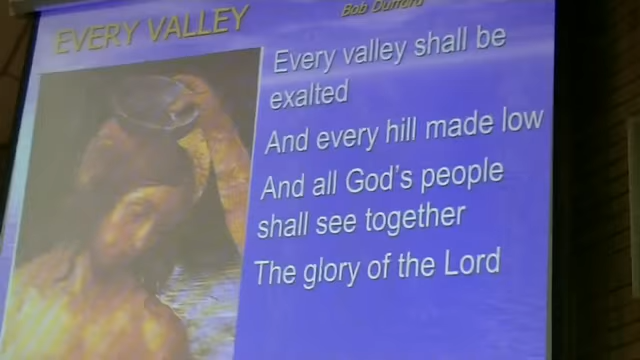 EVERY VALLEY
Bob Dufford
Every valley shall be
exalted
And every hill made low
And all God's people
shall see together
The glory of the Lord